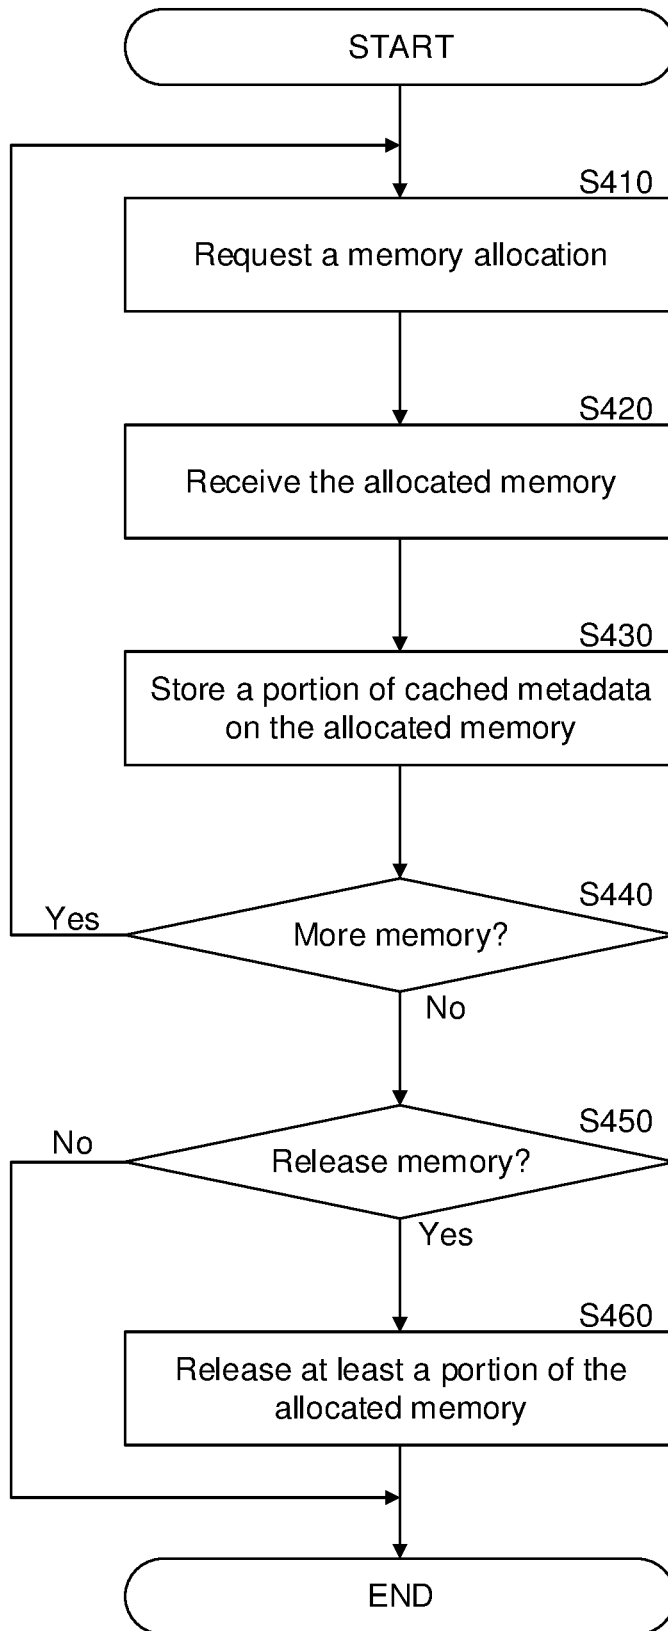 START
S410
Request a memory allocation
S420
Receive the allocated memory
S430
Store a portion of cached metadata
on the allocated memory
S440
Yes
More memory?
No
S450
No
Release memory?
Yes
S460
Release at least a portion of the
allocated memory
END